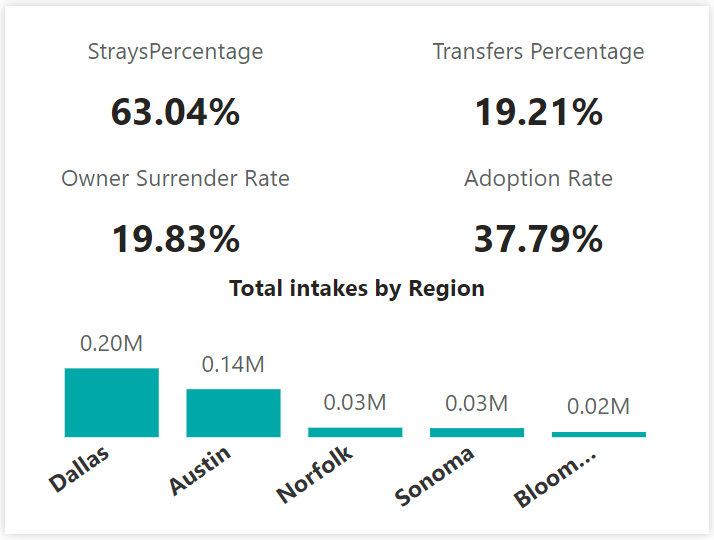 StraysPercentage
Transfers Percentage
63.04%
19.21%
Owner Surrender Rate
Adoption Rate
19.83%
37.79%
Total intakes by Region
0.20M
0.14M
0.03M
0.03M
0.02M
Dallas
Austin
Norfolk
Sonoma
Bloom...